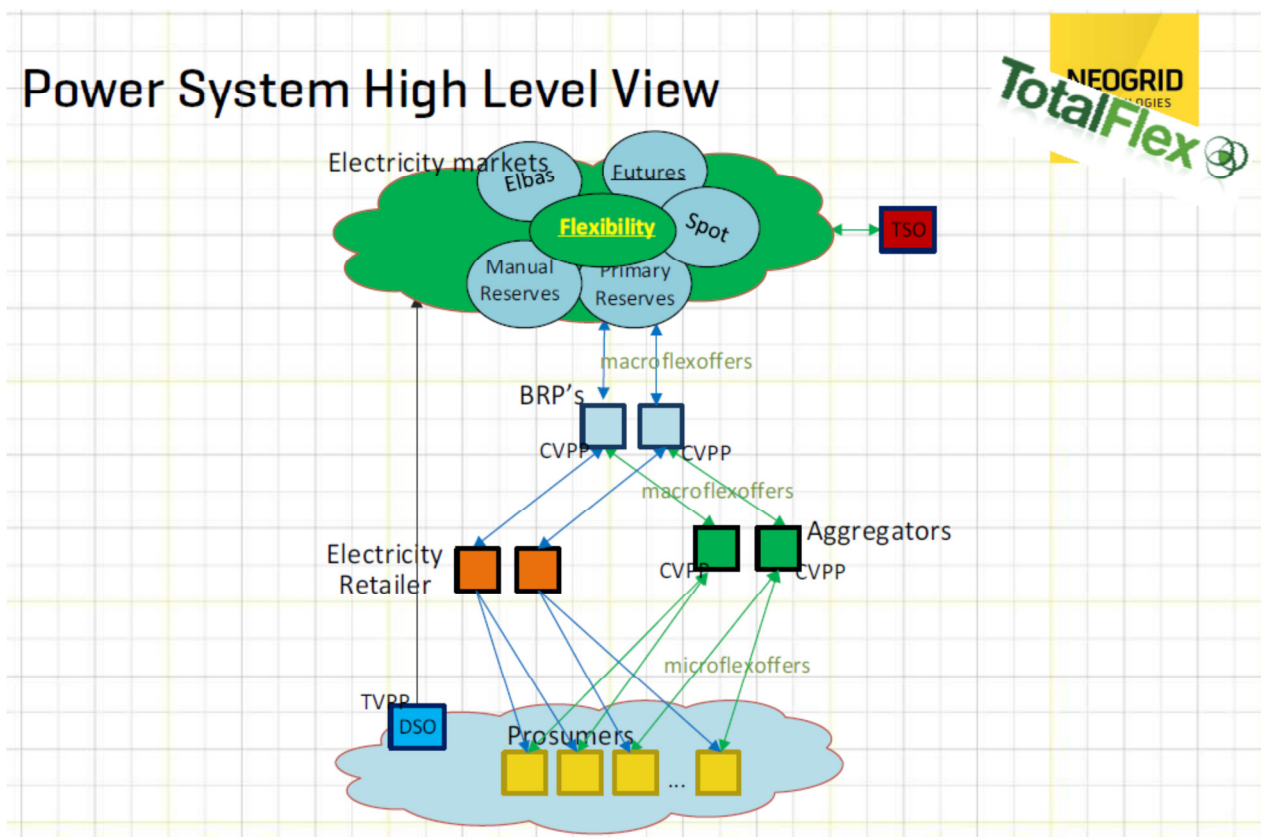 Power System High Level View
NEOGRID
LOGIES
TotalFlex
Electricity markets
Elbas
Futures
Flexibility
Spot
TSO
Manual
Reserves
Primary
Reserves
macroflexoffers
BRP's
CVPP
CVPP
macroflexoffers
Electricity
Retailer
Aggregators
CVPP
CVPP
microflexoffers
TVPP
DSO
Prosumers
...